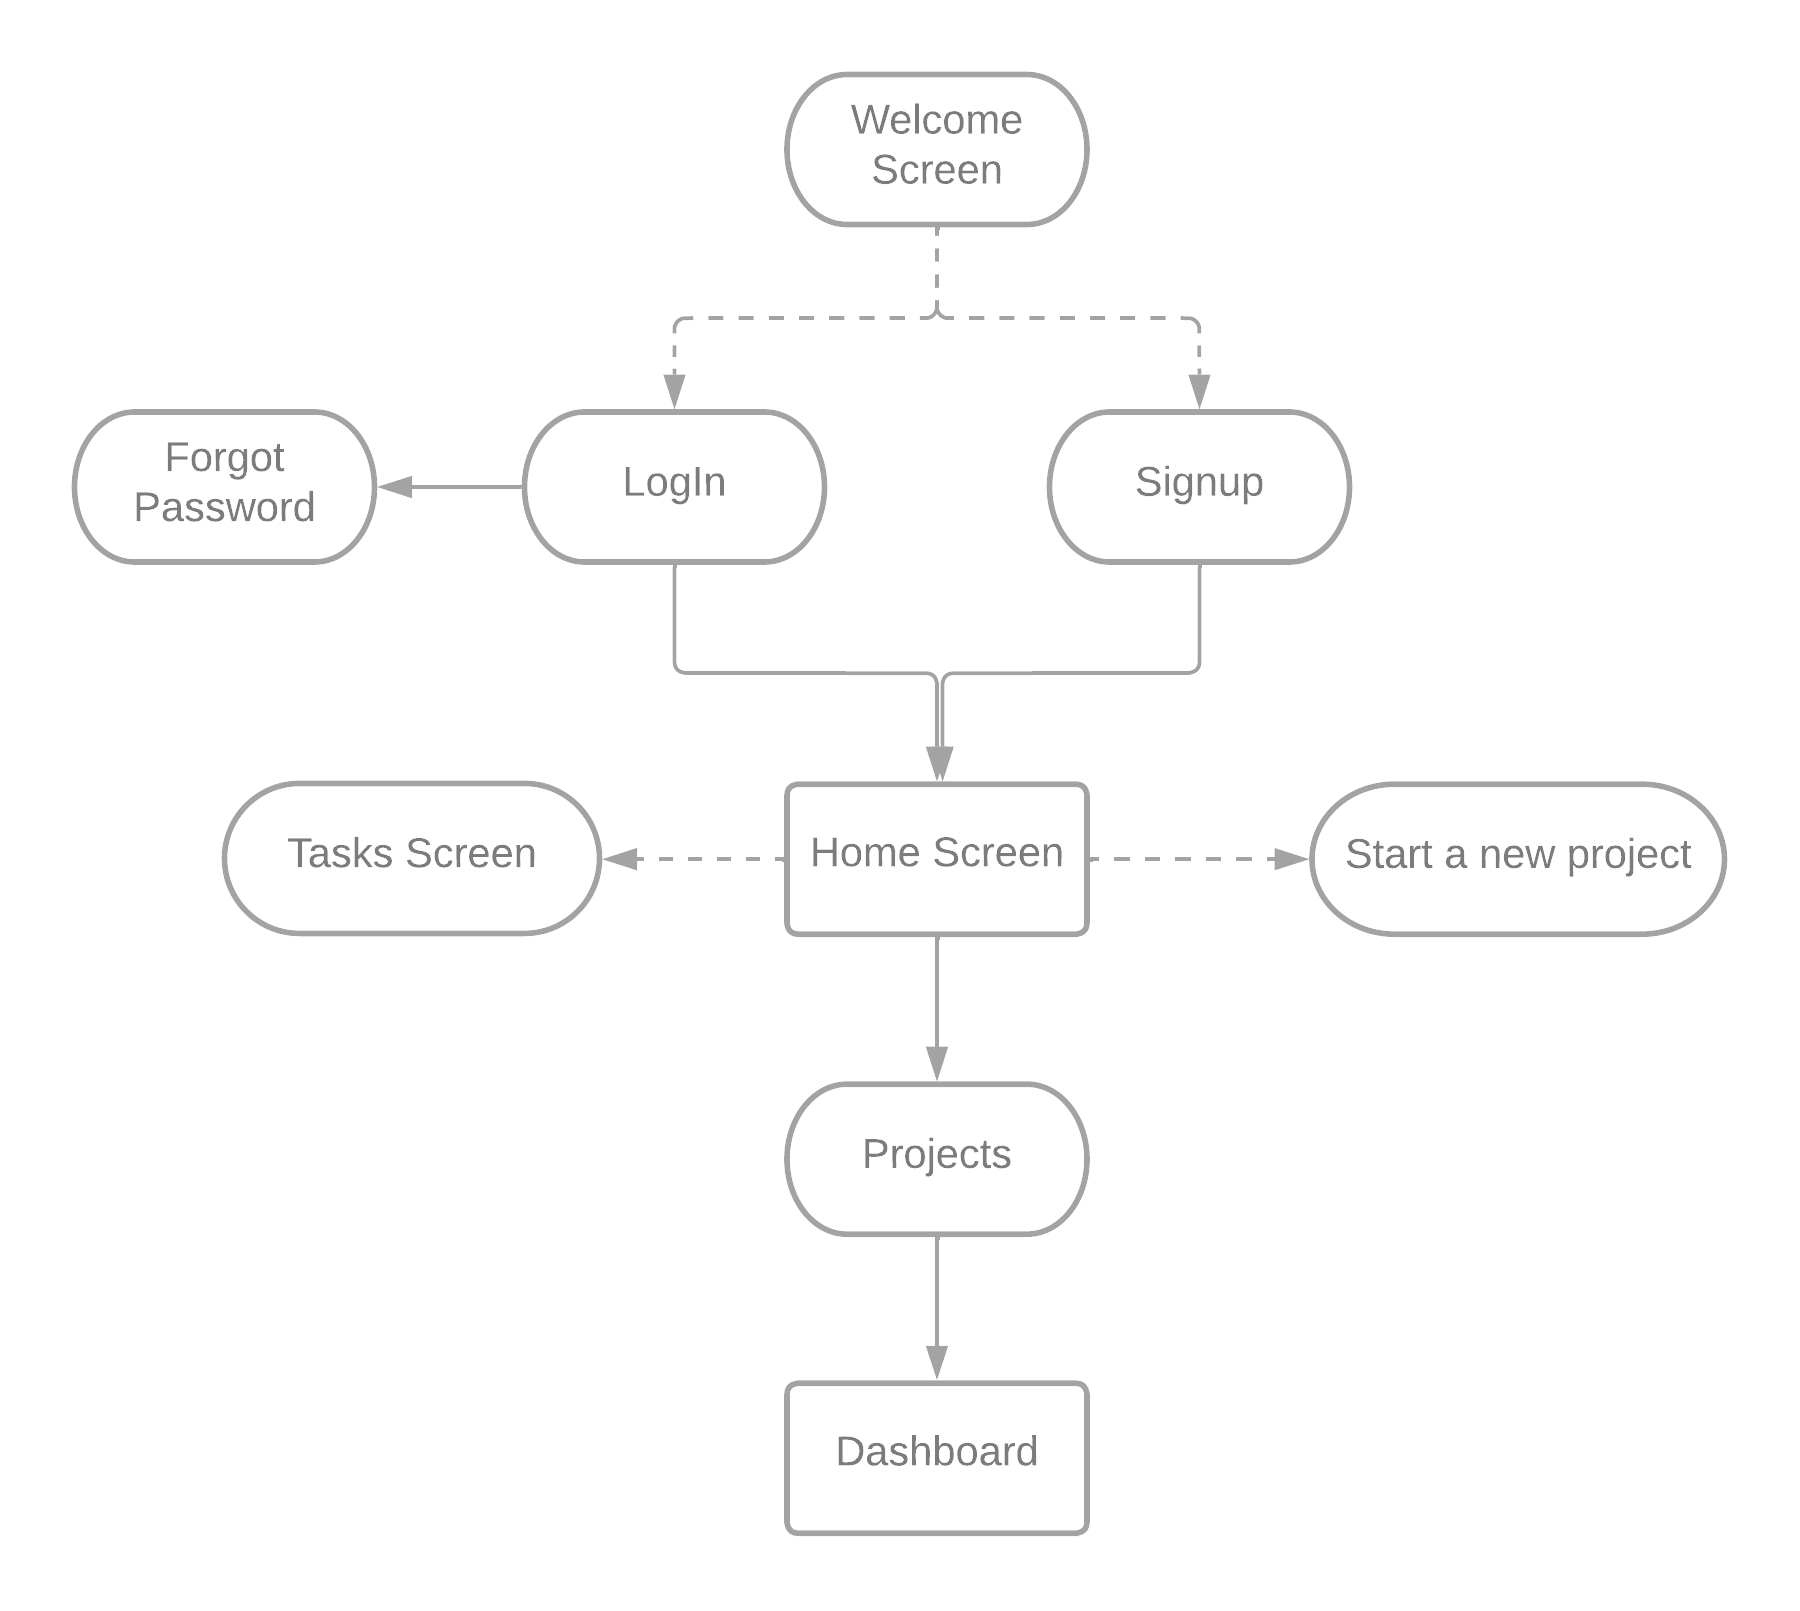 Welcome
Screen
Forgot
Password
LogIn
Signup
Tasks Screen
Home Screen
Start a new project
Projects
Dashboard